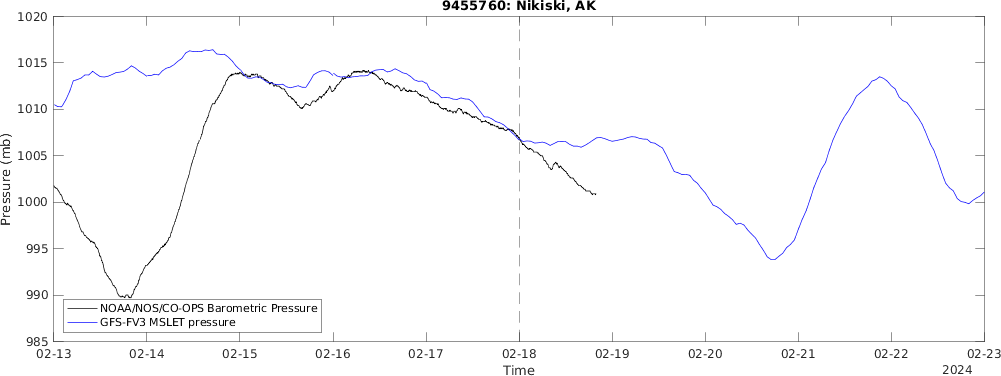 9455760: Nikiski, AK
Pressure (mb)
1020
1015
1010
1005
1000
995
990
985
NOAA/NOS/CO-OPS Barometric Pressure
GFS-FV3 MSLET pressure
02-13 02-14 02-15 02-16 02-17 02-18 02-19 02-20 02-21 02-22 02-23
Time
2024